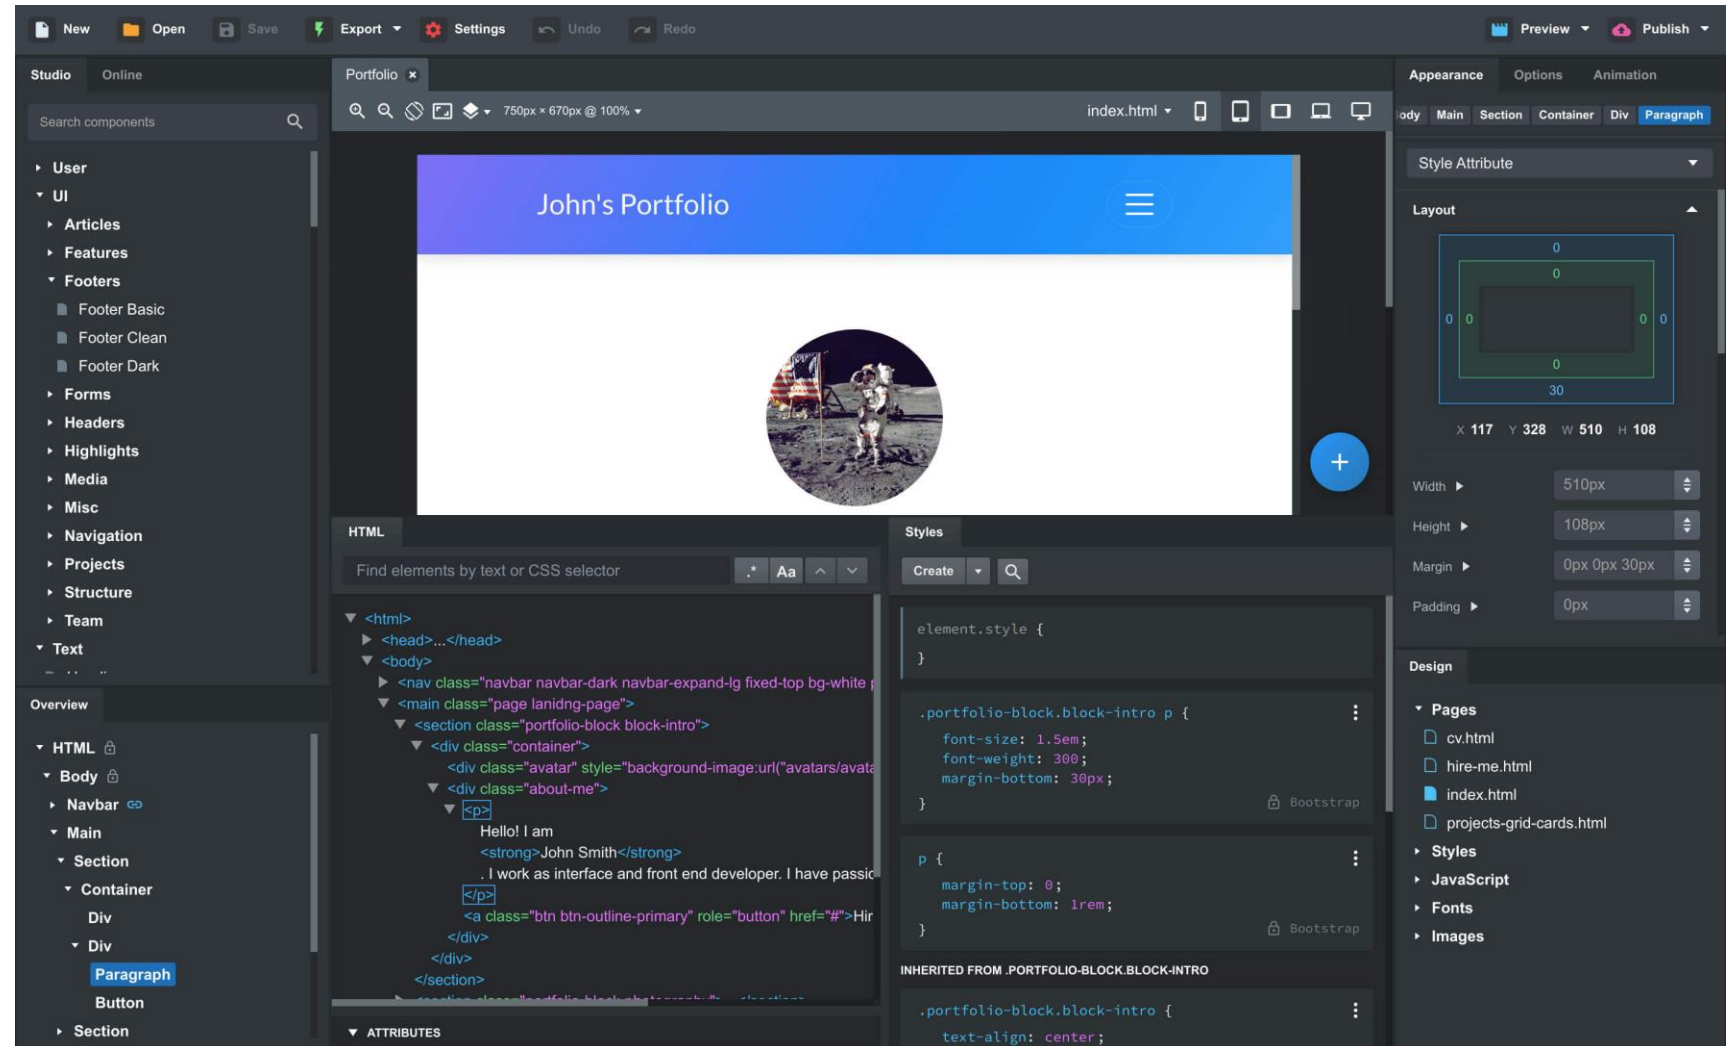 New Open Save Export Settings Undo Redo Preview Publish
Studio Online
Search components
User
UI
Articles
Features
Footers
Footer Basic
Footer Clean
Footer Dark
Forms
Headers
Highlights
Media
Misc
Navigation
Projects
Structure
Team
Text
Overview
HTML
Body
Navbar
Main
Section
Container
Div
Div
Paragraph
Button
Section
Portfolio ×
750px × 670px @ 100%
index.html
John's Portfolio
+
HTML
Find elements by text or CSS selector .* Aa
<html>
<head>...</head>
<body>
<nav class="navbar navbar-dark navbar-expand-lg fixed-top bg-white
<main class="page lanidng-page">
<section class="portfolio-block block-intro">
<div class="container">
<div class="avatar" style="background-image:url("avatars/avata
<div class="about-me">
<p>
Hello! I am
<strong>John Smith</strong>
. I work as interface and front end developer. I have passic
</p>
<a class="btn btn-outline-primary" role="button" href="#">Hir
</div>
</div>
</section>
ATTRIBUTES
Styles
Create
element.style {
}
.portfolio-block.block-intro p {
font-size: 1.5em;
font-weight: 300;
margin-bottom: 30px;
}
Bootstrap
p {
margin-top: 0;
margin-bottom: 1rem;
}
Bootstrap
INHERITED FROM .PORTFOLIO-BLOCK.BLOCK-INTRO
.portfolio-block.block-intro {
text-align: center;
Appearance Options Animation
ody Main Section Container Div Paragraph
Style Attribute
Layout
0
0
0 0 0 0
0
30
X 117 Y 328 W 510 H 108
Width 510px
Height 108px
Margin 0px 0px 30px
Padding 0px
Design
Pages
cv.html
hire-me.html
index.html
projects-grid-cards.html
Styles
JavaScript
Fonts
Images